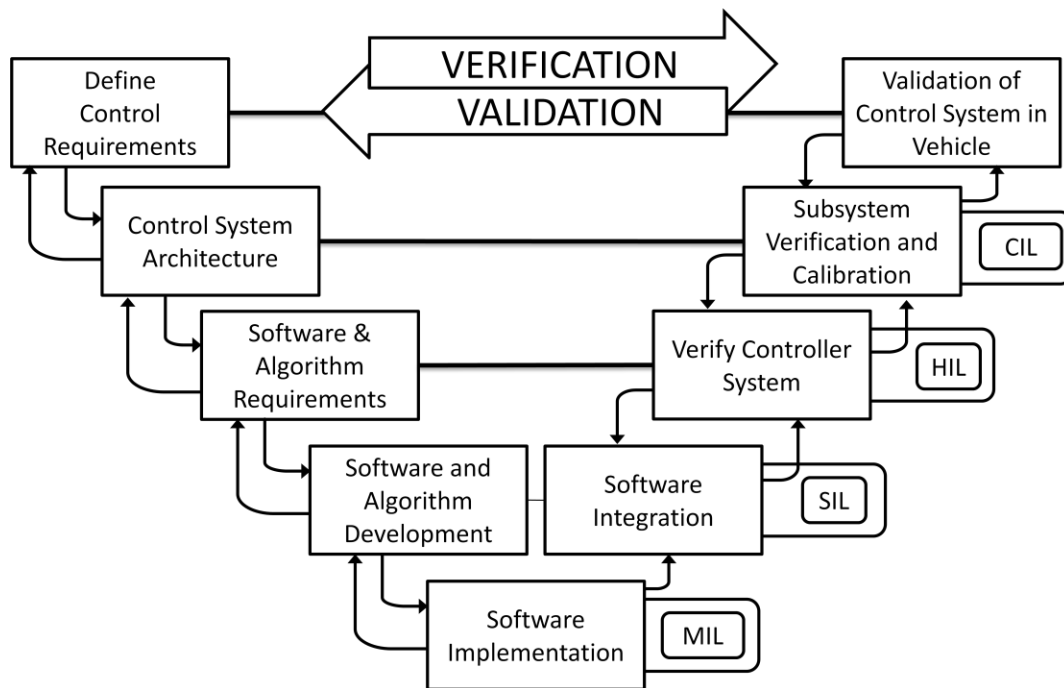 VERIFICATION
VALIDATION
Define
Control
Requirements
Validation of
Control System in
Vehicle
Control System
Architecture
Subsystem
Verification and
Calibration
CIL
Software &
Algorithm
Requirements
Verify Controller
System
HIL
Software and
Algorithm
Development
Software
Integration
SIL
Software
Implementation
MIL